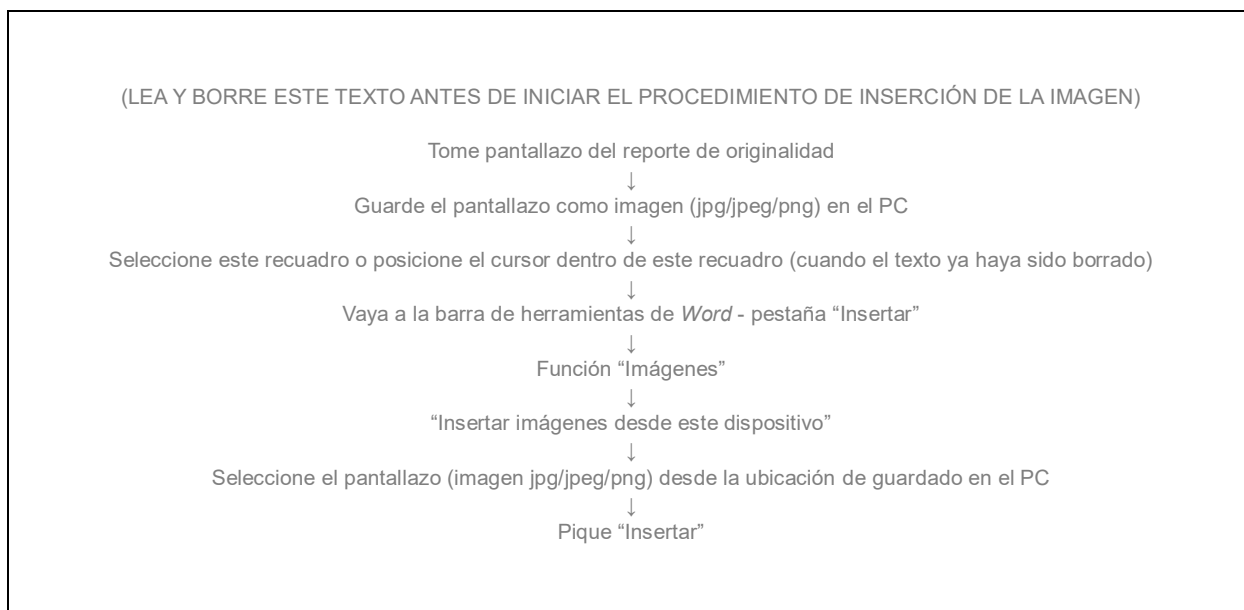 (LEA Y BORRE ESTE TEXTO ANTES DE INICIAR EL PROCEDIMIENTO DE INSERCIÓN DE LA IMAGEN)
Tome pantallazo del reporte de originalidad
↓
Guarde el pantallazo como imagen (jpg/jpeg/png) en el PC
↓
Seleccione este recuadro o posicione el cursor dentro de este recuadro (cuando el texto ya haya sido borrado)
↓
Vaya a la barra de herramientas de Word - pestaña “Insertar”
↓
Función “Imágenes”
↓
“Insertar imágenes desde este dispositivo”
↓
Seleccione el pantallazo (imagen jpg/jpeg/png) desde la ubicación de guardado en el PC
↓
Pique “Insertar”